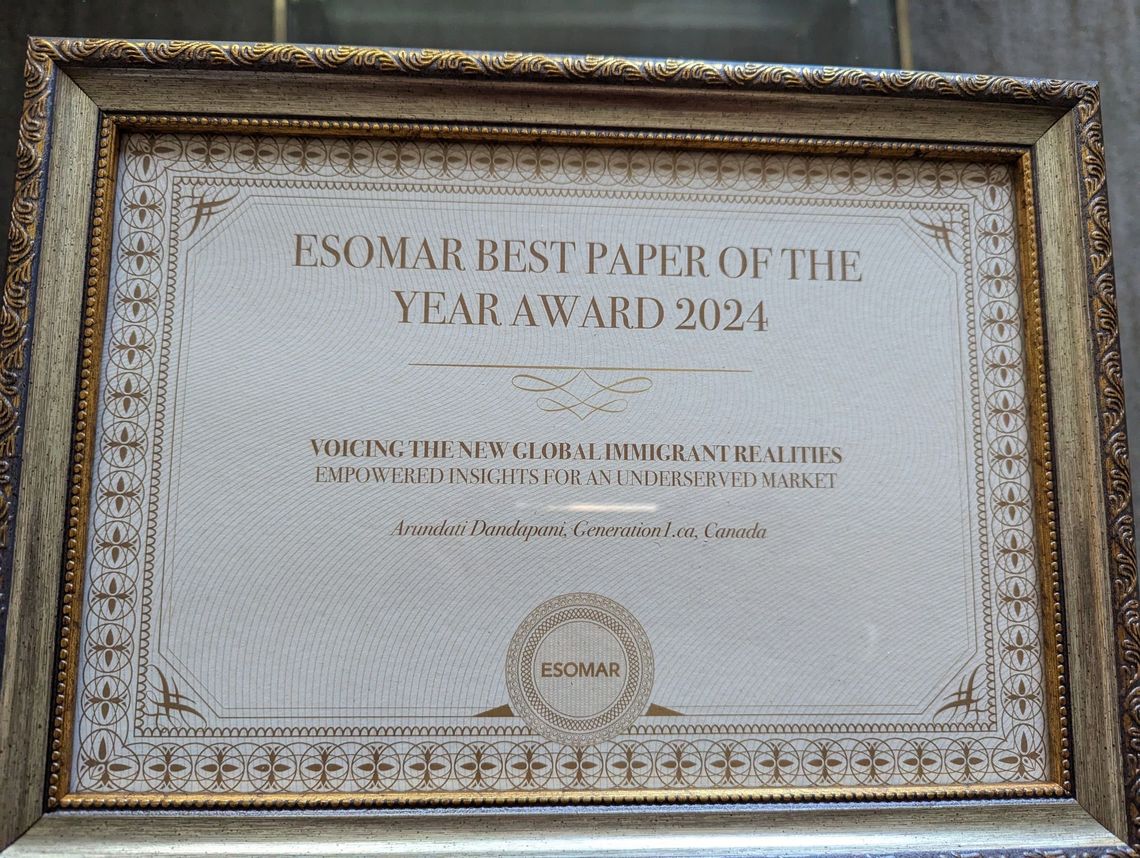 ESOMAR BEST PAPER OF THE
YEAR AWARD 2024
VOICING THE NEW GLOBAL IMMIGRANT REALITIES
EMPOWERED INSIGHTS FOR AN UNDERSERVED MARKET
Arundati Dandapani, Generation1.ca, Canada
ESOMAR